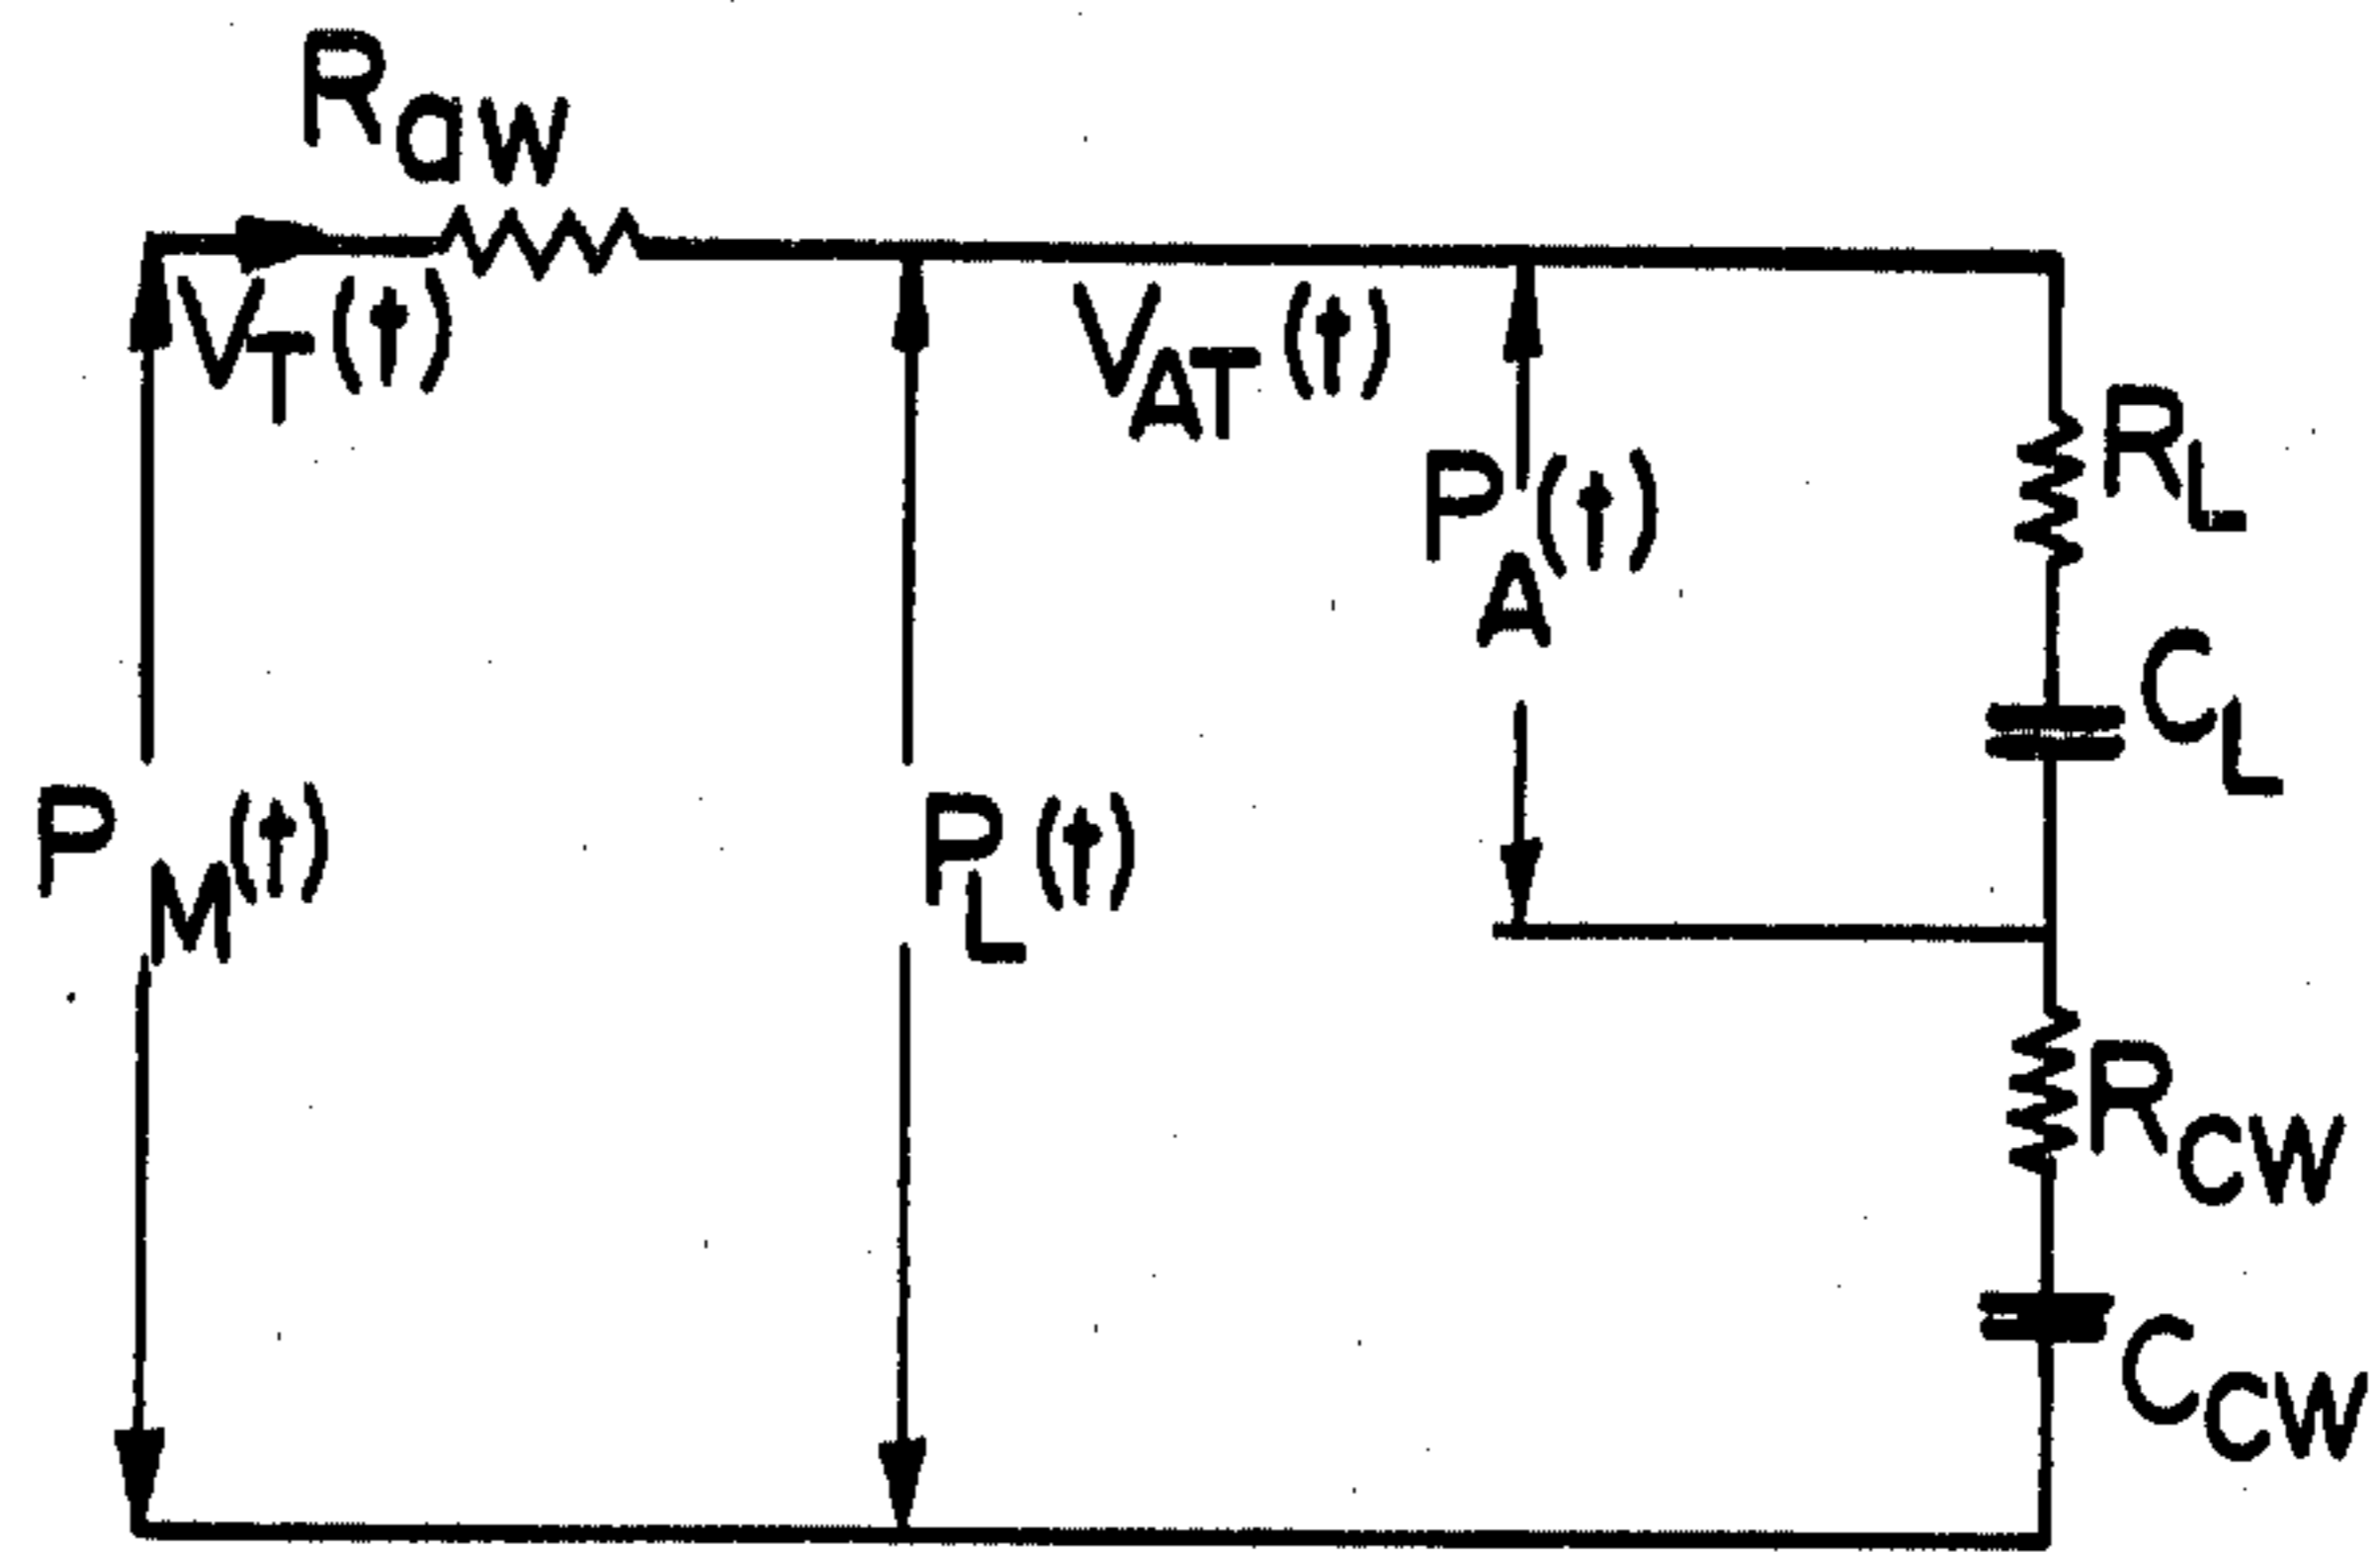 Raw
VT(t)
VAT(t)
RL
PA(t)
CL
PM(t)
PL(t)
RCW
CCW